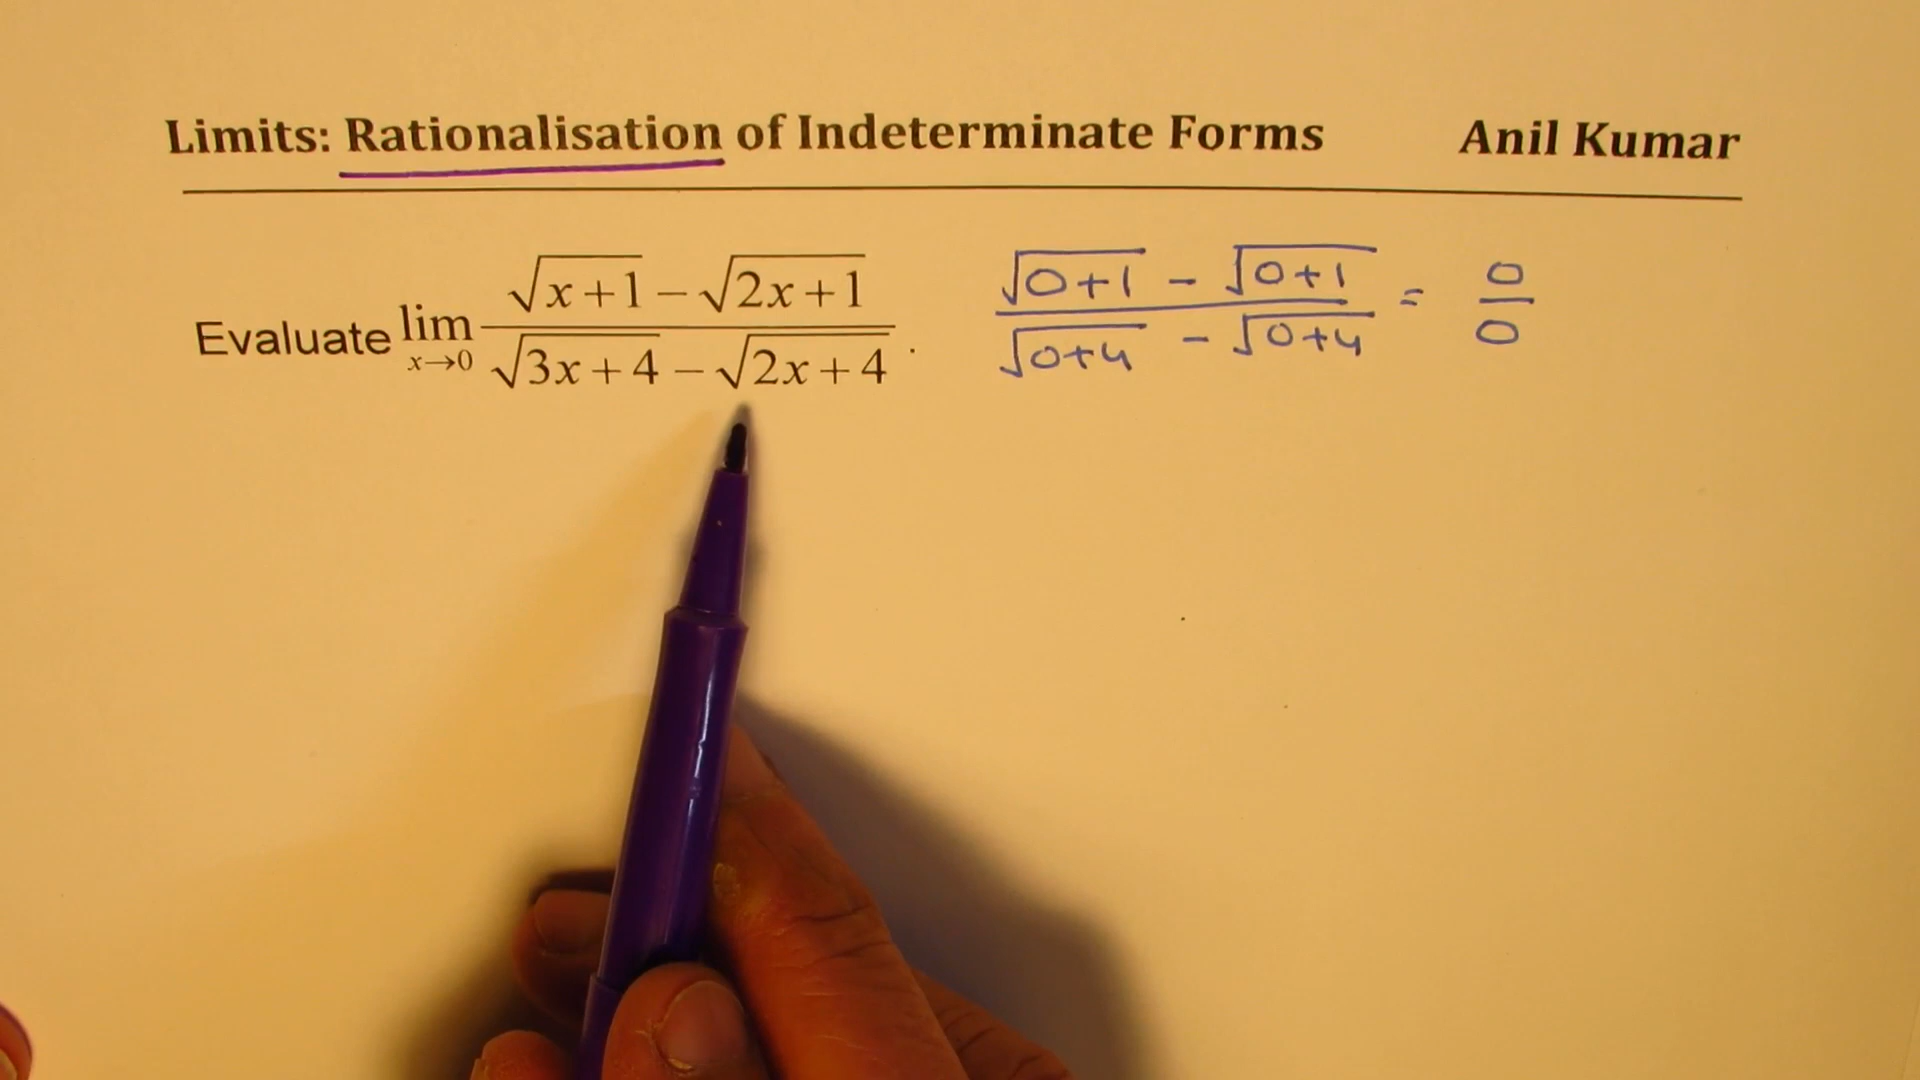 Limits: Rationalisation of Indeterminate Forms Anil Kumar
Evaluate lim x→0 (√(x+1) − √(2x+1)) / (√(3x+4) − √(2x+4)) .
(√(0+1) − √(0+1)) / (√(0+4) − √(0+4)) = 0/0